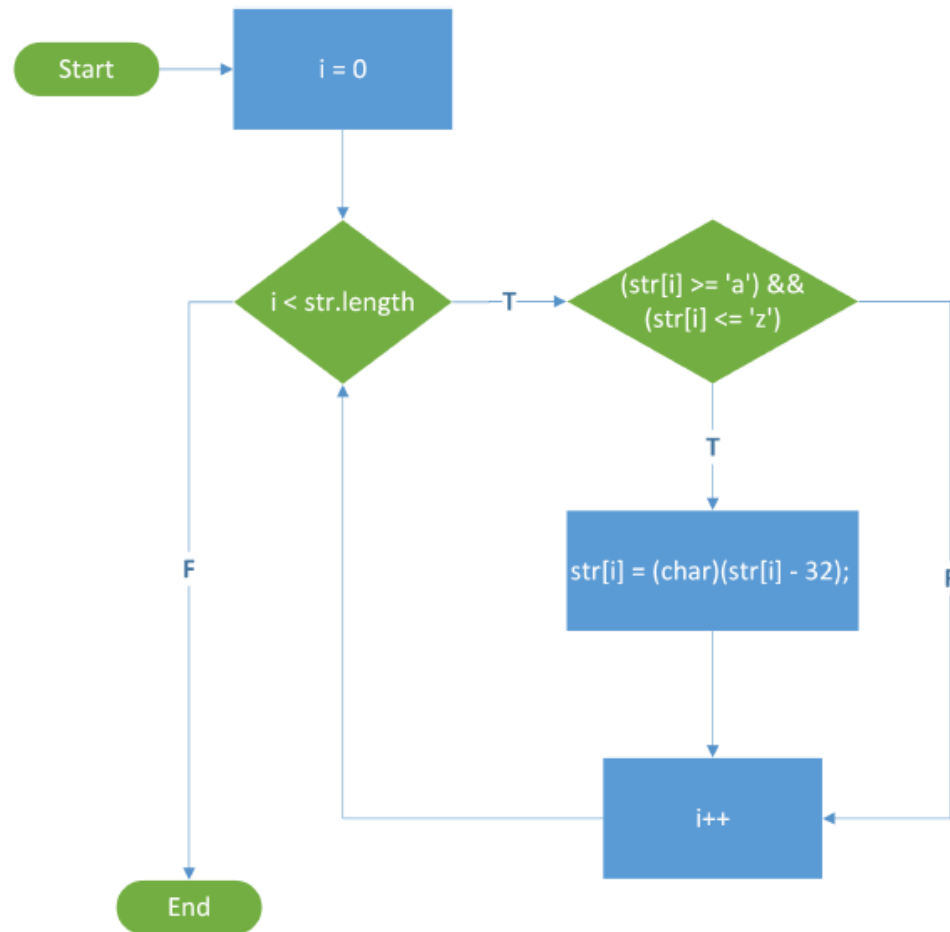 Start
i = 0
i < str.length
T
(str[i] >= 'a') &&
(str[i] <= 'z')
T
str[i] = (char)(str[i] - 32);
F
F
i++
End